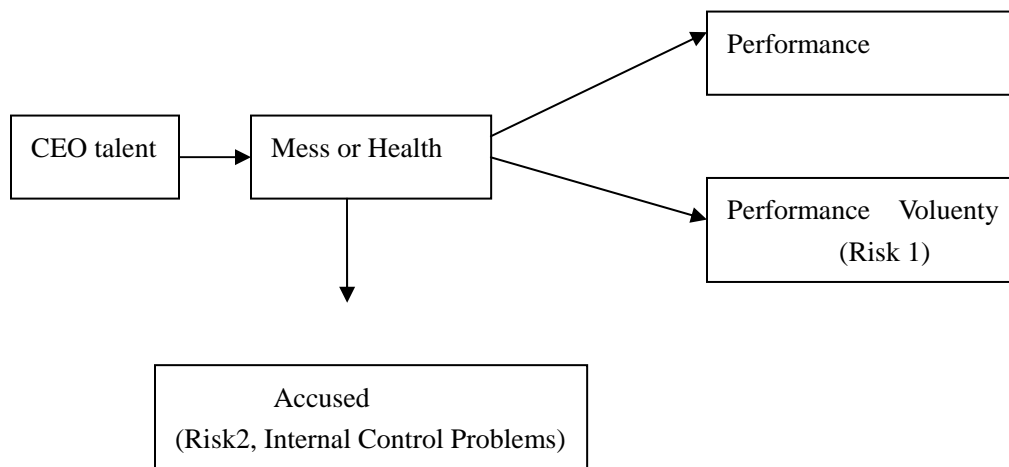 Performance
CEO talent
Mess or Health
Performance Voluenty
(Risk 1)
Accused
(Risk2, Internal Control Problems)